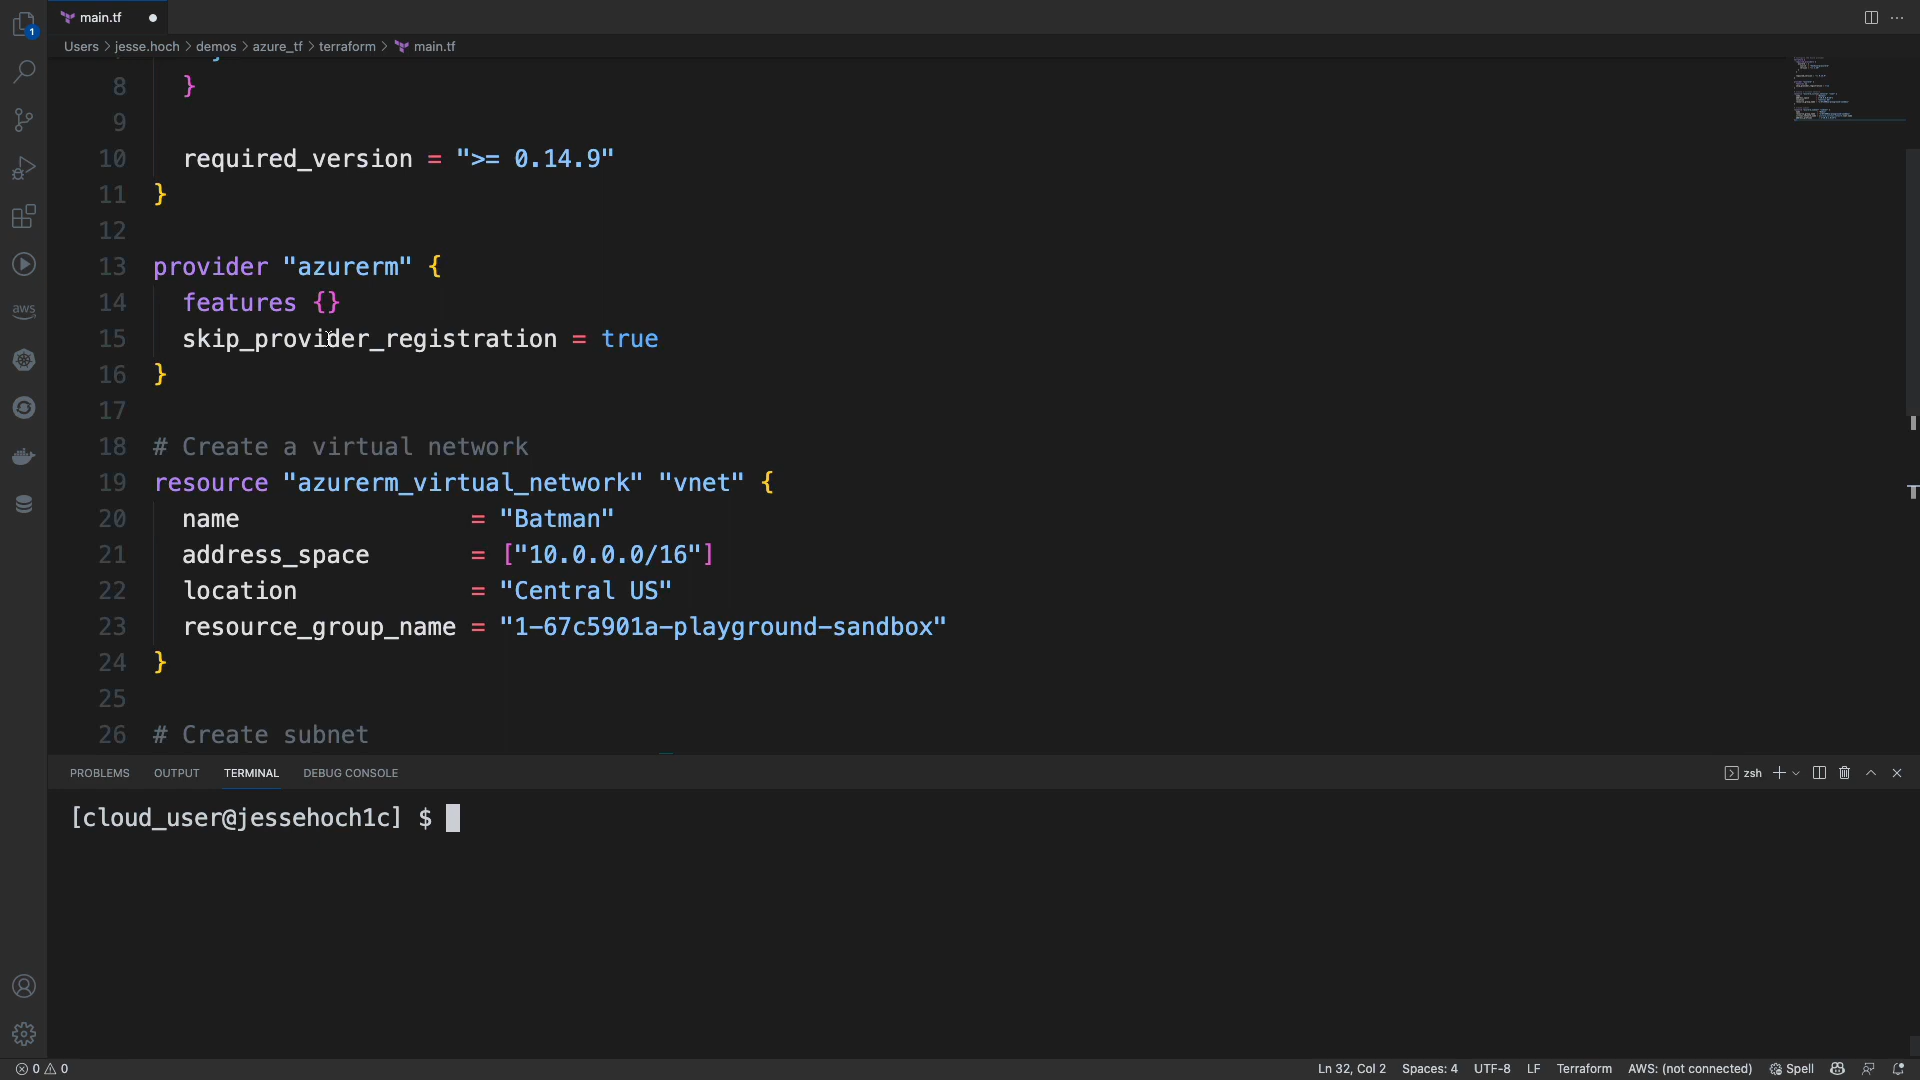 1
main.tf
Users > jesse.hoch > demos > azure_tf > terraform > main.tf
8 }
9
10 required_version = ">= 0.14.9"
11 }
12
13 provider "azurerm" {
14 features {}
15 skip_provider_registration = true
16 }
17
18 # Create a virtual network
19 resource "azurerm_virtual_network" "vnet" {
20 name = "Batman"
21 address_space = ["10.0.0.0/16"]
22 location = "Central US"
23 resource_group_name = "1-67c5901a-playground-sandbox"
24 }
25
26 # Create subnet
aws
PROBLEMS OUTPUT TERMINAL DEBUG CONSOLE zsh
[cloud_user@jessehoch1c] $
0 0 Ln 32, Col 2 Spaces: 4 UTF-8 LF Terraform AWS: (not connected) Spell